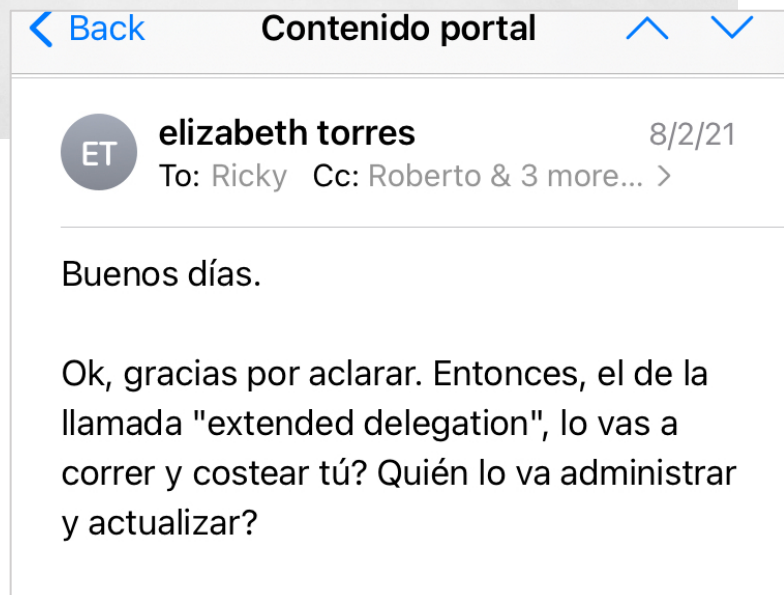 Back Contenido portal
ET elizabeth torres 8/2/21
To: Ricky Cc: Roberto & 3 more...
Buenos días.
Ok, gracias por aclarar. Entonces, el de la
llamada "extended delegation", lo vas a
correr y costear tú? Quién lo va administrar
y actualizar?